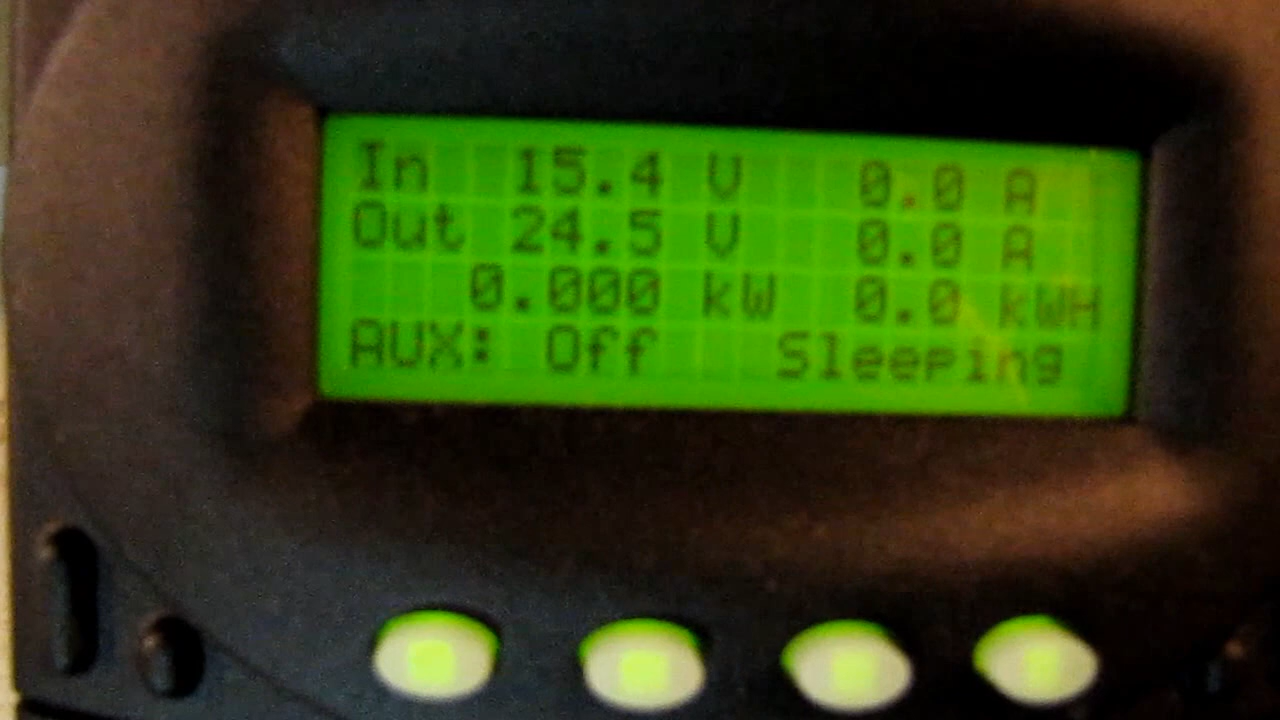 In 15.4 V 0.0 A
Out 24.5 V 0.0 A
0.000 kW 0.0 kWH
AUX: Off Sleeping